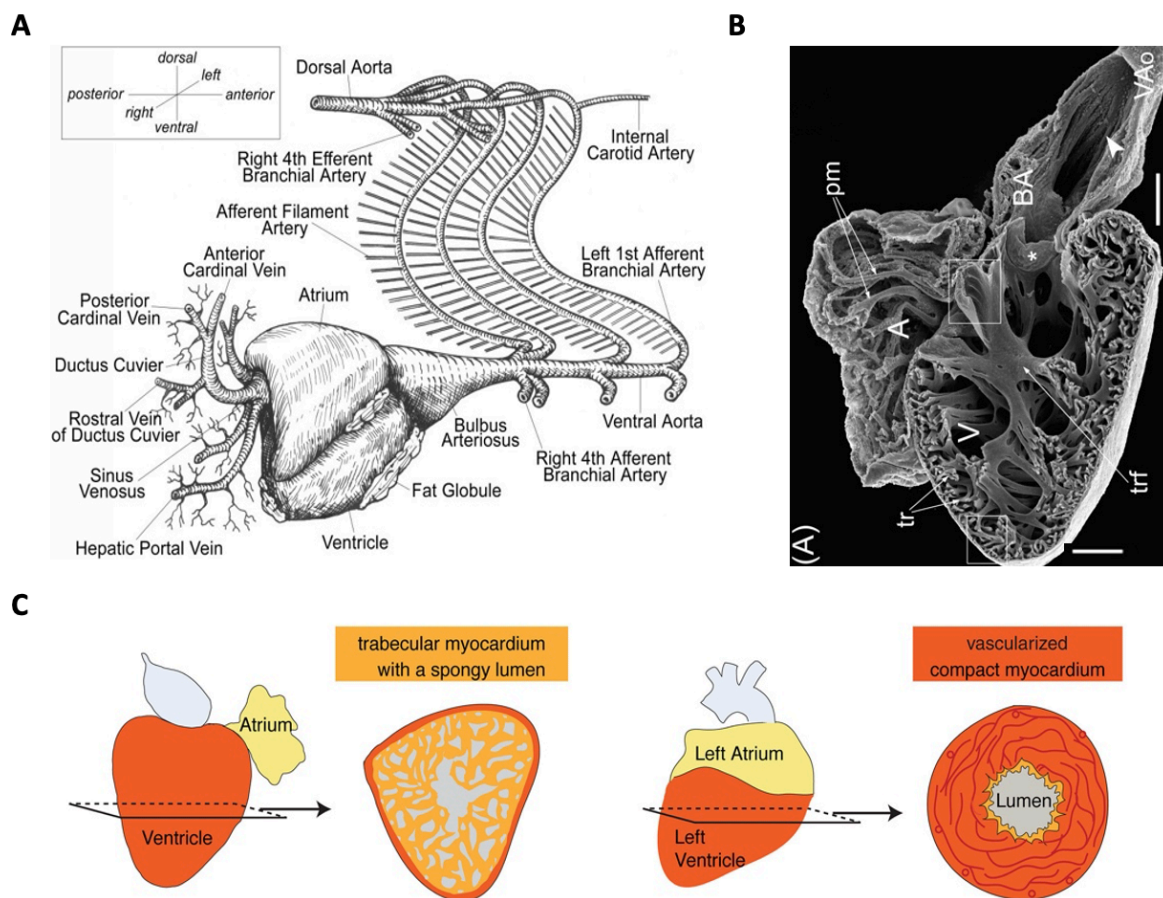 A
dorsal
left
posterior
anterior
right
ventral
Dorsal Aorta
Internal
Carotid Artery
Right 4th Efferent
Branchial Artery
Afferent Filament
Artery
Anterior
Cardinal Vein
Left 1st Afferent
Branchial Artery
Posterior
Cardinal Vein
Atrium
Ductus Cuvier
Rostral Vein
of Ductus Cuvier
Bulbus
Arteriosus
Ventral Aorta
Sinus
Venosus
Right 4th Afferent
Branchial Artery
Fat Globule
Hepatic Portal Vein
Ventricle
B
VAo
pm
BA
*
A
V
tr
trf
(A)
C
trabecular myocardium
with a spongy lumen
Atrium
Ventricle
vascularized
compact myocardium
Left Atrium
Left
Ventricle
Lumen